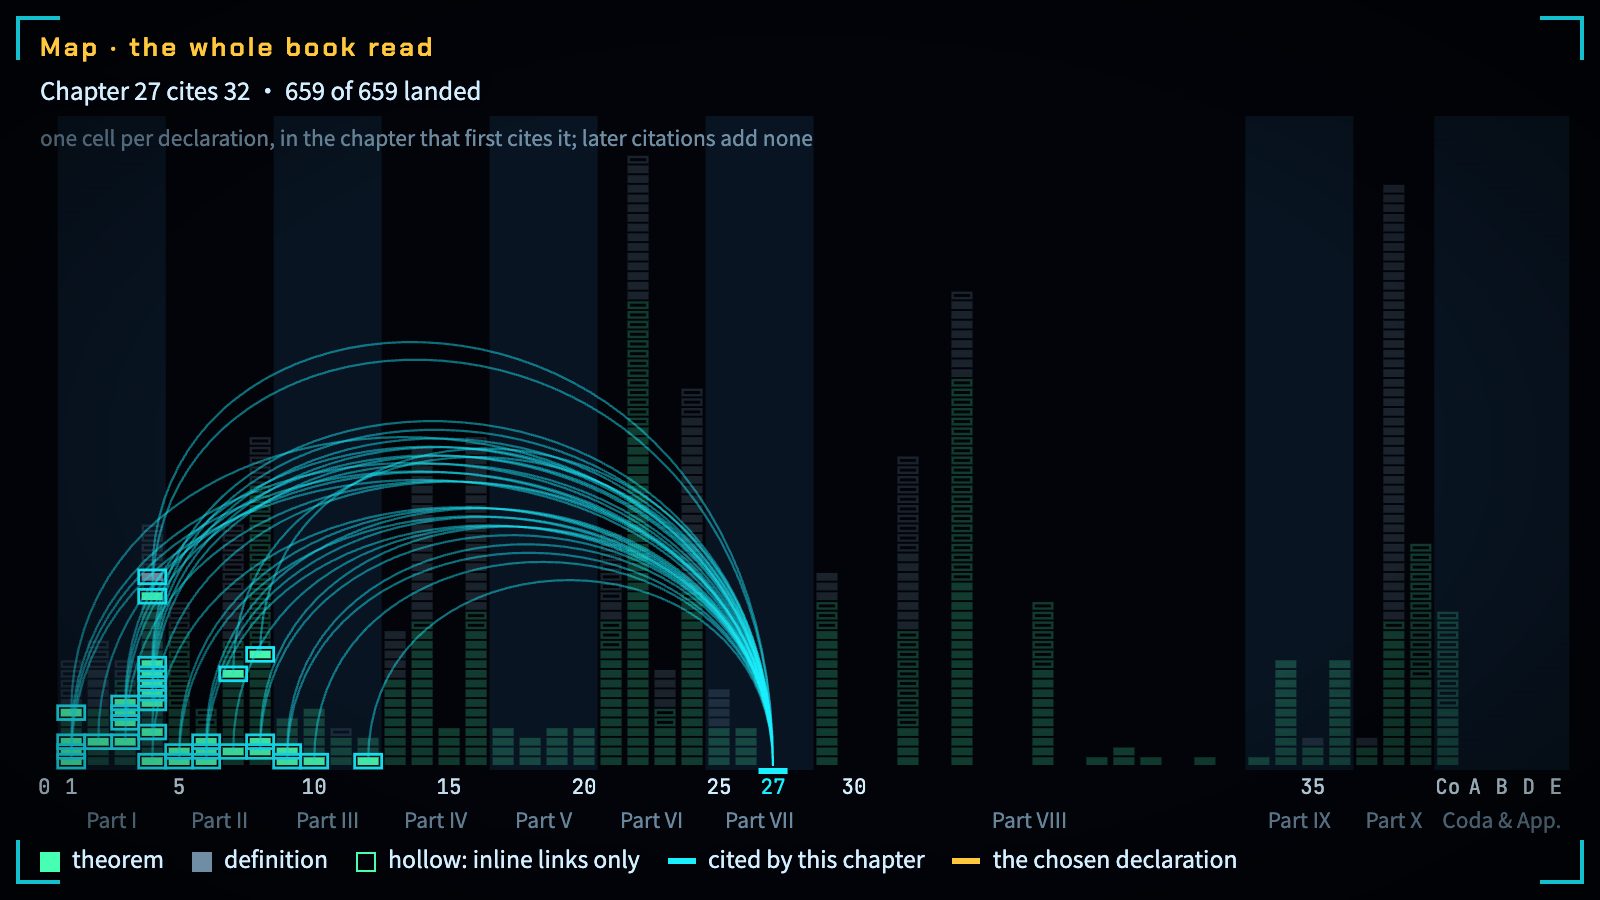 Map · the whole book read
Chapter 27 cites 32 • 659 of 659 landed
one cell per declaration, in the chapter that first cites it; later citations add none
0 1 5 10 15 20 25 27 30 35 Co A B D E
Part I Part II Part III Part IV Part V Part VI Part VII Part VIII Part IX Part X Coda & App.
theorem definition hollow: inline links only cited by this chapter the chosen declaration